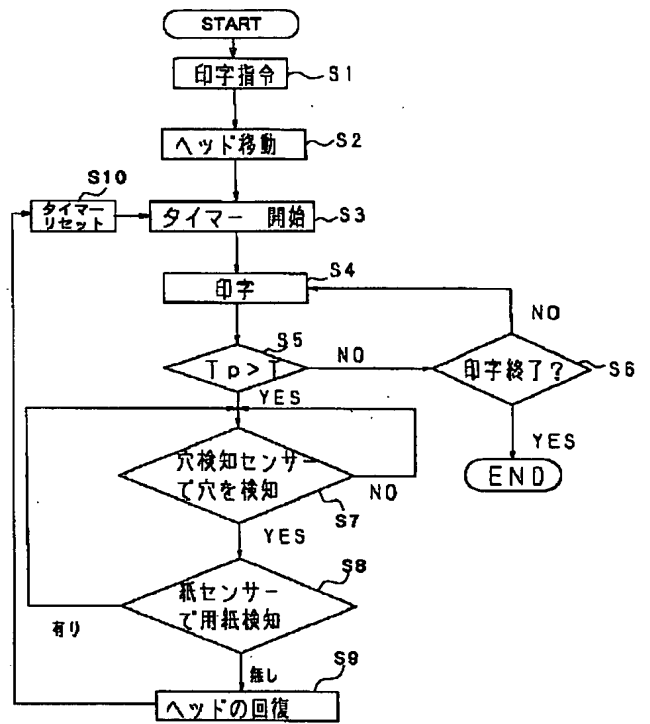 START
印字指令
S1
ヘッド移動
S2
S10
タイマー
リセット
タイマー 開始
S3
印字
S4
NO
Tp>T
S5
NO
印字終了?
S6
YES
YES
END
穴検知センサー
で穴を検知
NO
S7
YES
紙センサー
で用紙検知
S8
有り
無し
S9
ヘッドの回復